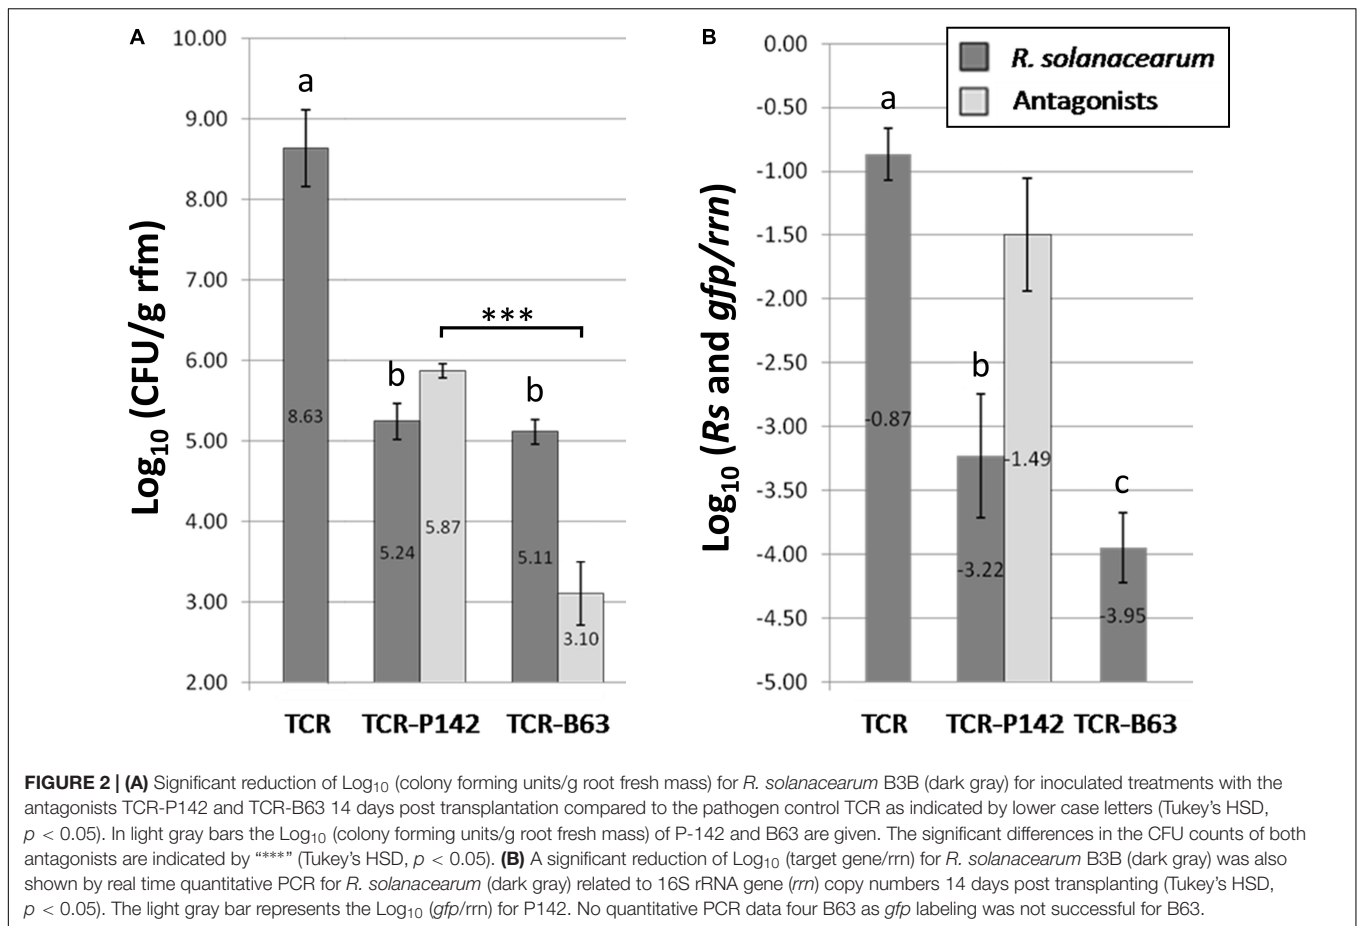 A
10.00
9.00
8.00
7.00
6.00
5.00
4.00
3.00
2.00
Log10 (CFU/g rfm)
a
b
b
***
8.63
5.24
5.87
5.11
3.10
TCR
TCR-P142
TCR-B63
B
0.00
-0.50
-1.00
-1.50
-2.00
-2.50
-3.00
-3.50
-4.00
-4.50
-5.00
Log10 (Rs and gfp/rrn)
R. solanacearum
Antagonists
a
b
c
-0.87
-3.22
-1.49
-3.95
TCR
TCR-P142
TCR-B63
FIGURE 2 | (A) Significant reduction of Log10 (colony forming units/g root fresh mass) for R. solanacearum B3B (dark gray) for inoculated treatments with the
antagonists TCR-P142 and TCR-B63 14 days post transplantation compared to the pathogen control TCR as indicated by lower case letters (Tukey's HSD,
p < 0.05). In light gray bars the Log10 (colony forming units/g root fresh mass) of P-142 and B63 are given. The significant differences in the CFU counts of both
antagonists are indicated by “***” (Tukey's HSD, p < 0.05). (B) A significant reduction of Log10 (target gene/rrn) for R. solanacearum B3B (dark gray) was also
shown by real time quantitative PCR for R. solanacearum (dark gray) related to 16S rRNA gene (rrn) copy numbers 14 days post transplanting (Tukey's HSD,
p < 0.05). The light gray bar represents the Log10 (gfp/rrn) for P142. No quantitative PCR data four B63 as gfp labeling was not successful for B63.